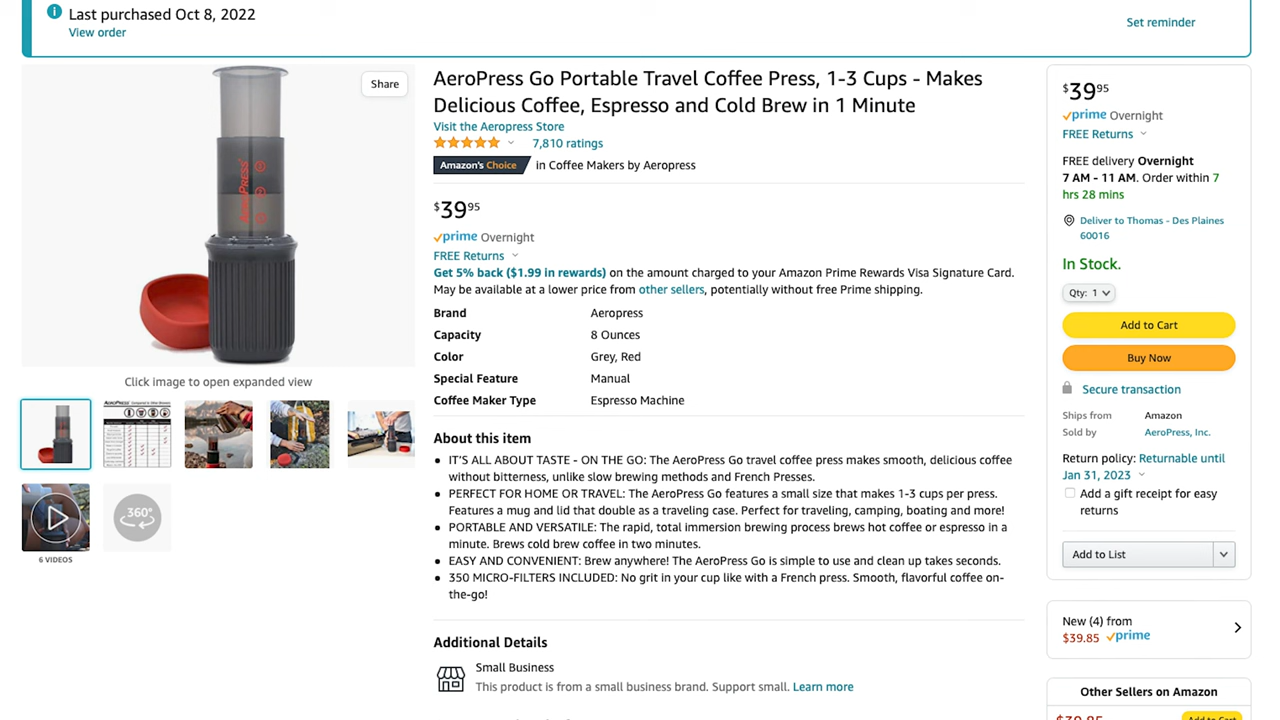 Last purchased Oct 8, 2022
View order
Set reminder
Share
AEROPRESS
Click image to open expanded view
360°
6 VIDEOS
AeroPress Go Portable Travel Coffee Press, 1-3 Cups - Makes
Delicious Coffee, Espresso and Cold Brew in 1 Minute
Visit the Aeropress Store
7,810 ratings
Amazon's Choice in Coffee Makers by Aeropress
$39 95
prime Overnight
FREE Returns
Get 5% back ($1.99 in rewards) on the amount charged to your Amazon Prime Rewards Visa Signature Card.
May be available at a lower price from other sellers, potentially without free Prime shipping.
Brand Aeropress
Capacity 8 Ounces
Color Grey, Red
Special Feature Manual
Coffee Maker Type Espresso Machine
About this item
• IT'S ALL ABOUT TASTE - ON THE GO: The AeroPress Go travel coffee press makes smooth, delicious coffee
without bitterness, unlike slow brewing methods and French Presses.
• PERFECT FOR HOME OR TRAVEL: The AeroPress Go features a small size that makes 1-3 cups per press.
Features a mug and lid that double as a traveling case. Perfect for traveling, camping, boating and more!
• PORTABLE AND VERSATILE: The rapid, total immersion brewing process brews hot coffee or espresso in a
minute. Brews cold brew coffee in two minutes.
• EASY AND CONVENIENT: Brew anywhere! The AeroPress Go is simple to use and clean up takes seconds.
• 350 MICRO-FILTERS INCLUDED: No grit in your cup like with a French press. Smooth, flavorful coffee on-
the-go!
Additional Details
Small Business
This product is from a small business brand. Support small. Learn more
$39 95
prime Overnight
FREE Returns
FREE delivery Overnight
7 AM - 11 AM. Order within 7
hrs 28 mins
Deliver to Thomas - Des Plaines
60016
In Stock.
Qty: 1
Add to Cart
Buy Now
Secure transaction
Ships from Amazon
Sold by AeroPress, Inc.
Return policy: Returnable until
Jan 31, 2023
Add a gift receipt for easy
returns
Add to List
New (4) from
$39.85 prime
Other Sellers on Amazon
$39.85
Add to Cart